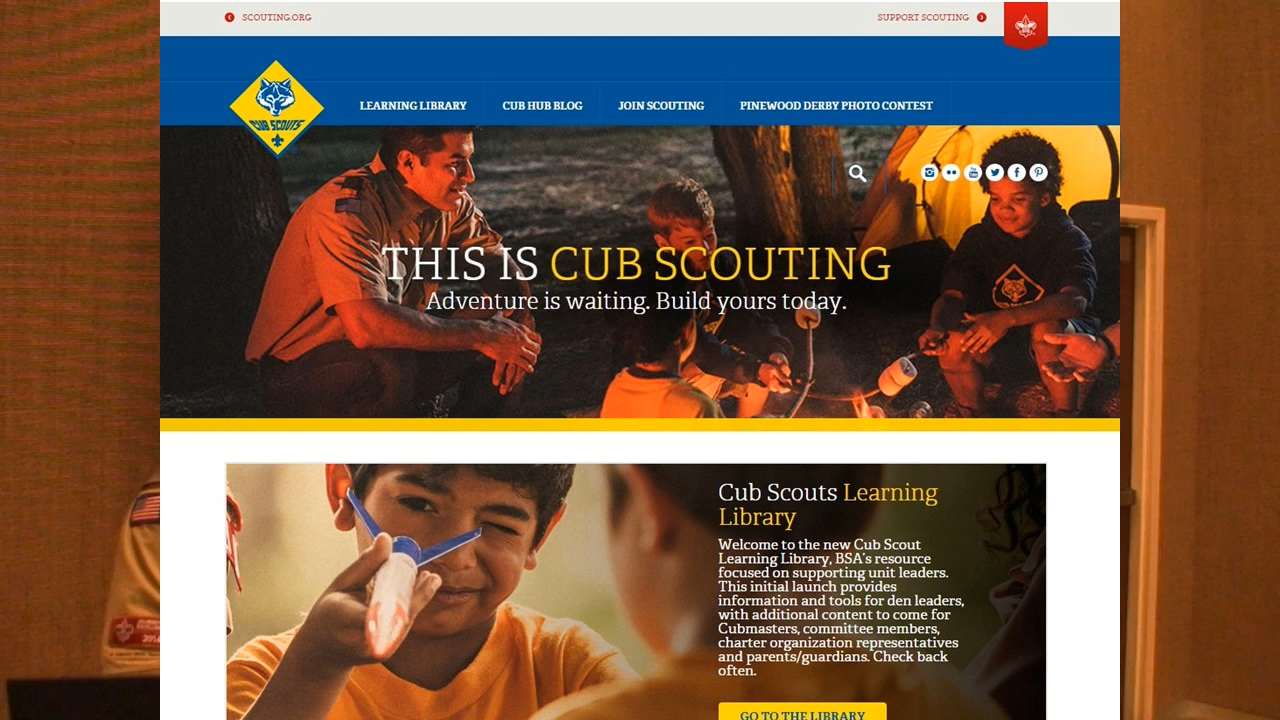 SCOUTING.ORG
SUPPORT SCOUTING
CUB SCOUTS
LEARNING LIBRARY
CUB HUB BLOG
JOIN SCOUTING
PINEWOOD DERBY PHOTO CONTEST
THIS IS CUB SCOUTING
Adventure is waiting. Build yours today.
Cub Scouts Learning
Library
Welcome to the new Cub Scout
Learning Library, BSA's resource
focused on supporting unit leaders.
This initial launch provides
information and tools for den leaders,
with additional content to come for
Cubmasters, committee members,
charter organization representatives
and parents/guardians. Check back
often.
GO TO THE LIBRARY